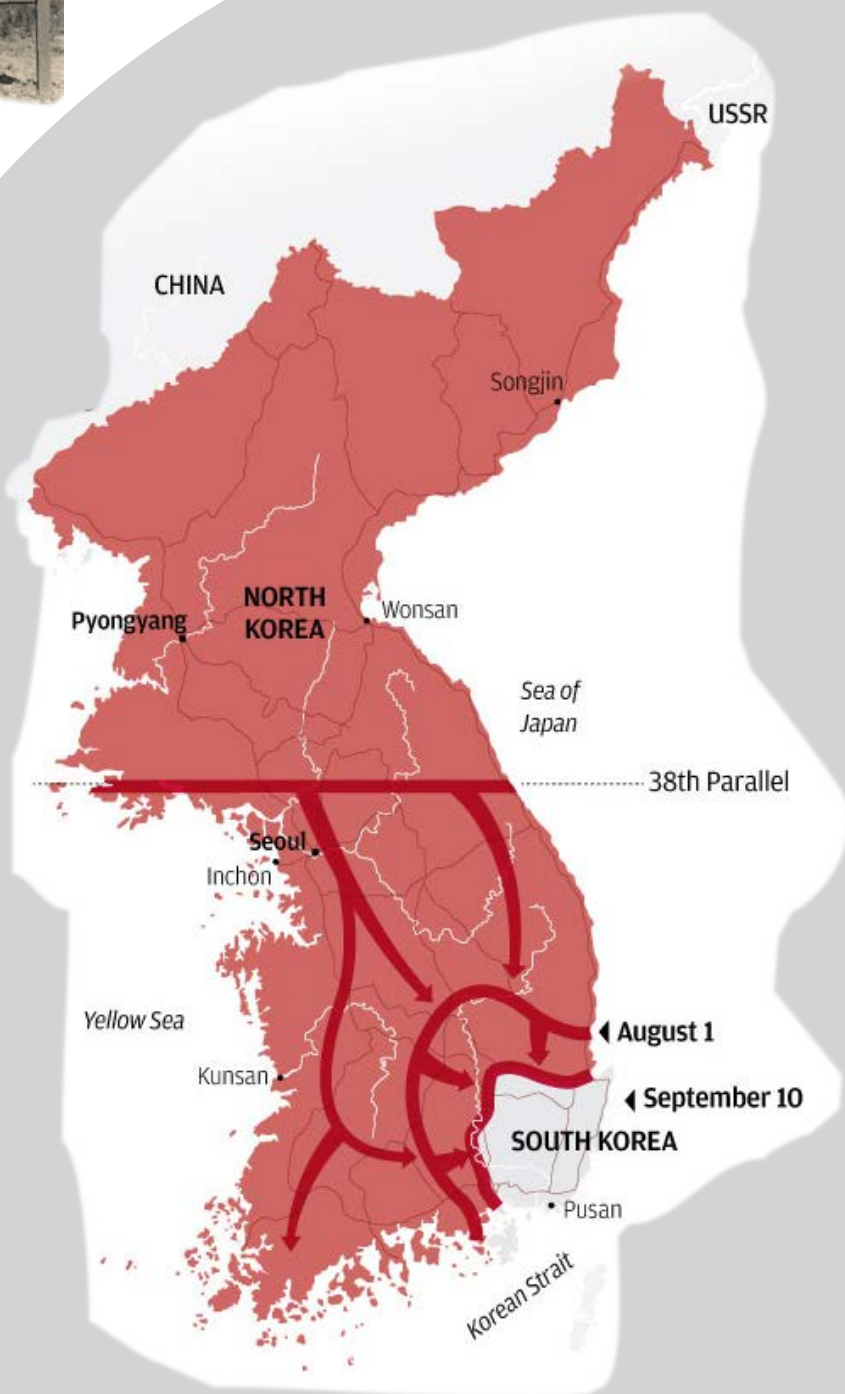 USSR
CHINA
Songjin
NORTH
KOREA
Wonsan
Pyongyang
Sea of
Japan
38th Parallel
Seoul
Inchon
Yellow Sea
August 1
Kunsan
September 10
SOUTH KOREA
Pusan
Korean Strait